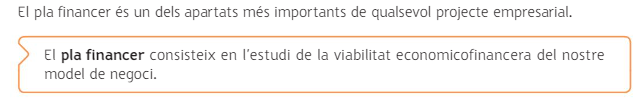 El pla financer és un dels apartats més importants de qualsevol projecte empresarial.
El pla financer consisteix en l'estudi de la viabilitat economicofinancera del nostre
model de negoci.